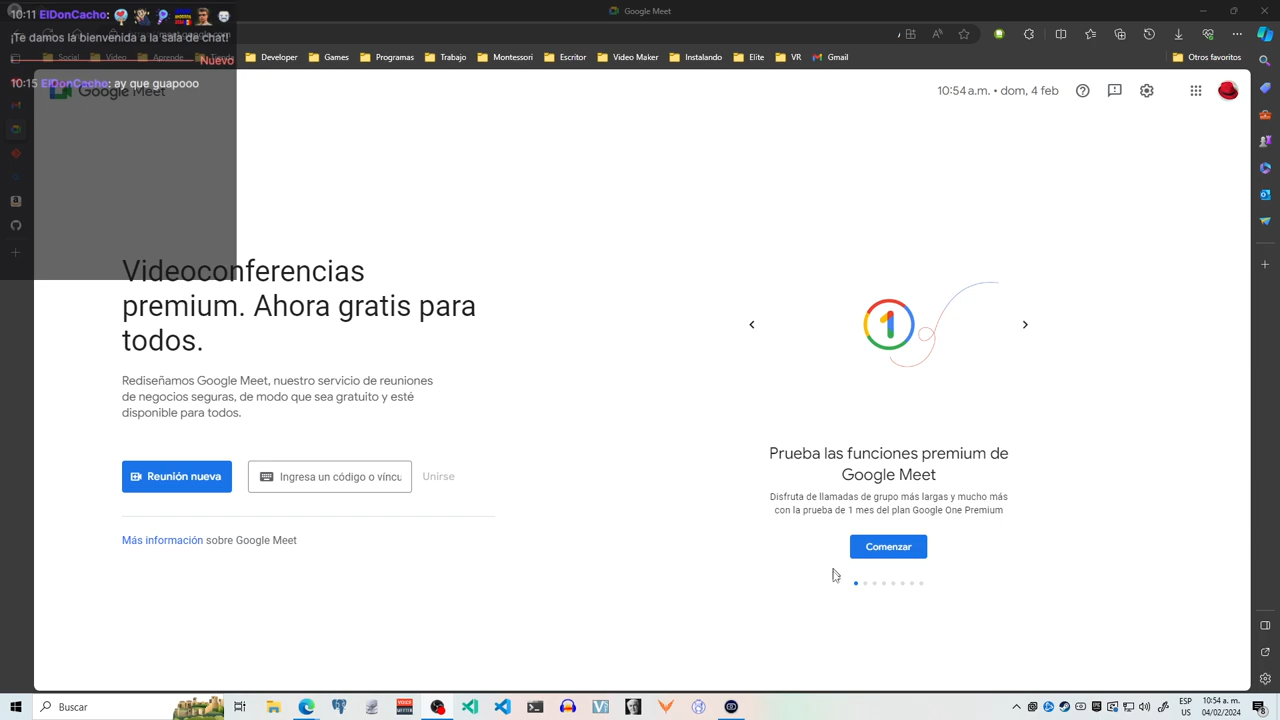 10:11 ElDonCacho:
¡Te damos la bienvenida a la sala de chat!
Nuevo
10:15 ElDonCacho: ay que guapooo
Google Meet
Social
Developer
Games
Programas
Montessori
Escritor
Video Maker
Instalando
Elite
VR
Gmail
Otros favoritos
Google Meet
10:54 a.m. • dom, 4 feb
Videoconferencias
premium. Ahora gratis para
todos.
Rediseñamos Google Meet, nuestro servicio de reuniones
de negocios seguras, de modo que sea gratuito y esté
disponible para todos.
Reunión nueva
Ingresa un código o víncu
Unirse
Más información sobre Google Meet
1
Prueba las funciones premium de
Google Meet
Disfruta de llamadas de grupo más largas y mucho más
con la prueba de 1 mes del plan Google One Premium
Comenzar
Buscar
ESP
US
10:54 a. m.
04/02/2024